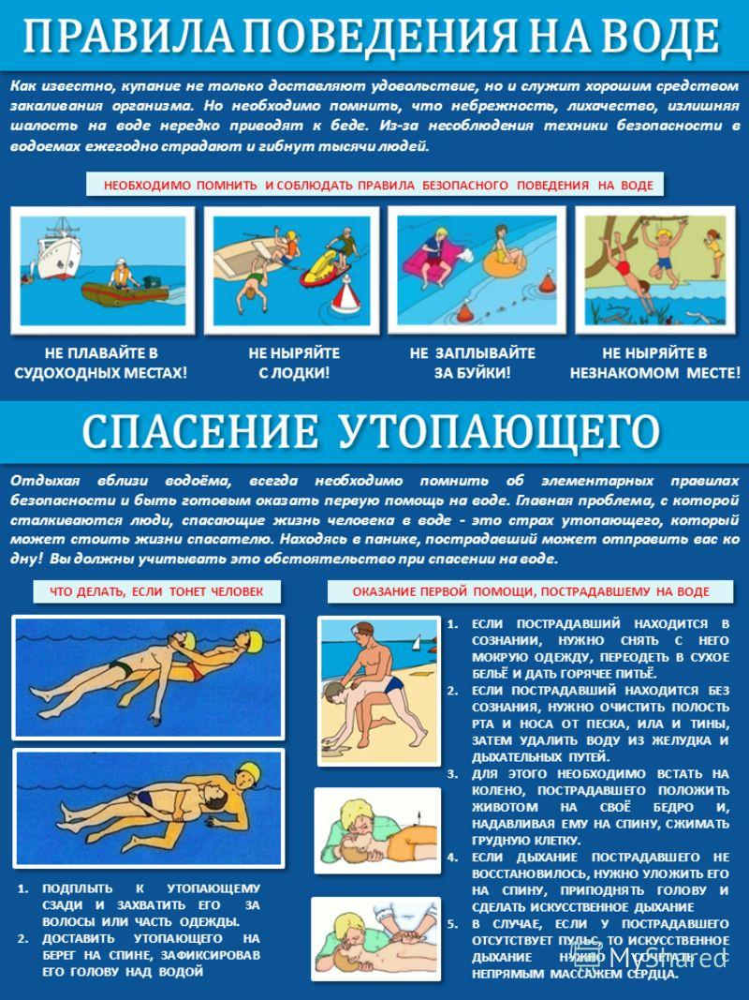 ПРАВИЛА ПОВЕДЕНИЯ НА ВОДЕ
Как известно, купание не только доставляют удовольствие, но и служит хорошим средством
закаливания организма. Но необходимо помнить, что небрежность, лихачество, излишняя
шалость на воде нередко приводят к беде. Из-за несоблюдения техники безопасности в
водоемах ежегодно страдают и гибнут тысячи людей.
НЕОБХОДИМО ПОМНИТЬ И СОБЛЮДАТЬ ПРАВИЛА БЕЗОПАСНОГО ПОВЕДЕНИЯ НА ВОДЕ
НЕ ПЛАВАЙТЕ В
СУДОХОДНЫХ МЕСТАХ!
НЕ НЫРЯЙТЕ
С ЛОДКИ!
НЕ ЗАПЛЫВАЙТЕ
ЗА БУЙКИ!
НЕ НЫРЯЙТЕ В
НЕЗНАКОМОМ МЕСТЕ!
СПАСЕНИЕ УТОПАЮЩЕГО
Отдыхая вблизи водоёма, всегда необходимо помнить об элементарных правилах
безопасности и быть готовым оказать первую помощь на воде. Главная проблема, с которой
сталкиваются люди, спасающие жизнь человека в воде - это страх утопающего, который
может стоить жизни спасателю. Находясь в панике, пострадавший может отправить вас ко
дну! Вы должны учитывать это обстоятельство при спасении на воде.
ЧТО ДЕЛАТЬ, ЕСЛИ ТОНЕТ ЧЕЛОВЕК
1. ПОДПЛЫТЬ К УТОПАЮЩЕМУ
СЗАДИ И ЗАХВАТИТЬ ЕГО ЗА
ВОЛОСЫ ИЛИ ЧАСТЬ ОДЕЖДЫ.
2. ДОСТАВИТЬ УТОПАЮЩЕГО НА
БЕРЕГ НА СПИНЕ, ЗАФИКСИРОВАВ
ЕГО ГОЛОВУ НАД ВОДОЙ
ОКАЗАНИЕ ПЕРВОЙ ПОМОЩИ, ПОСТРАДАВШЕМУ НА ВОДЕ
1. ЕСЛИ ПОСТРАДАВШИЙ НАХОДИТСЯ В
СОЗНАНИИ, НУЖНО СНЯТЬ С НЕГО
МОКРУЮ ОДЕЖДУ, ПЕРЕОДЕТЬ В СУХОЕ
БЕЛЬЁ И ДАТЬ ГОРЯЧЕЕ ПИТЬЁ.
2. ЕСЛИ ПОСТРАДАВШИЙ НАХОДИТСЯ БЕЗ
СОЗНАНИЯ, НУЖНО ОЧИСТИТЬ ПОЛОСТЬ
РТА И НОСА ОТ ПЕСКА, ИЛА И ТИНЫ,
ЗАТЕМ УДАЛИТЬ ВОДУ ИЗ ЖЕЛУДКА И
ДЫХАТЕЛЬНЫХ ПУТЕЙ.
3. ДЛЯ ЭТОГО НЕОБХОДИМО ВСТАТЬ НА
КОЛЕНО, ПОСТРАДАВШЕГО ПОЛОЖИТЬ
ЖИВОТОМ НА СВОЁ БЕДРО И,
НАДАВЛИВАЯ ЕМУ НА СПИНУ, СЖИМАТЬ
ГРУДНУЮ КЛЕТКУ.
4. ЕСЛИ ДЫХАНИЕ ПОСТРАДАВШЕГО НЕ
ВОССТАНОВИЛОСЬ, НУЖНО УЛОЖИТЬ ЕГО
НА СПИНУ, ПРИПОДНЯТЬ ГОЛОВУ И
СДЕЛАТЬ ИСКУССТВЕННОЕ ДЫХАНИЕ
5. В СЛУЧАЕ, ЕСЛИ У ПОСТРАДАВШЕГО
ОТСУТСТВУЕТ ПУЛЬС, ТО ИСКУССТВЕННОЕ
ДЫХАНИЕ НУЖНО СОЧЕТАТЬ С
НЕПРЯМЫМ МАССАЖЕМ СЕРДЦА.
MyShared